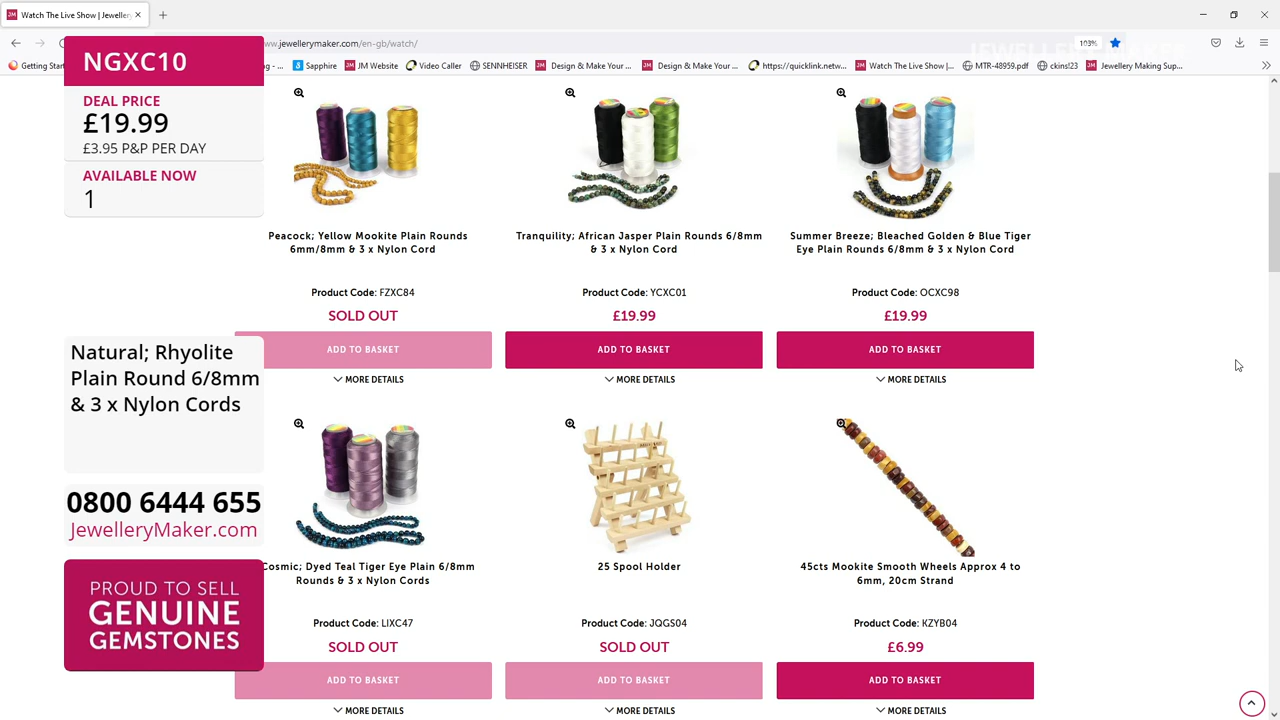 Watch The Live Show | Jewellery
ww.jewellerymaker.com/en-gb/watch/
103%
JEWELLERYMAKER
Getting Star
ag - ...
Sapphire
JM Website
Video Caller
SENNHEISER
Design & Make Your ...
Design & Make Your ...
https://quicklink.netw...
Watch The Live Show |...
MTR-48959.pdf
ckins!23
Jewellery Making Sup...
NGXC10
DEAL PRICE
£19.99
£3.95 P&P PER DAY
AVAILABLE NOW
1
Peacock; Yellow Mookite Plain Rounds
6mm/8mm & 3 x Nylon Cord
Product Code: FZXC84
SOLD OUT
ADD TO BASKET
MORE DETAILS
Tranquility; African Jasper Plain Rounds 6/8mm
& 3 x Nylon Cord
Product Code: YCXC01
£19.99
ADD TO BASKET
MORE DETAILS
Summer Breeze; Bleached Golden & Blue Tiger
Eye Plain Rounds 6/8mm & 3 x Nylon Cord
Product Code: OCXC98
£19.99
ADD TO BASKET
MORE DETAILS
Natural; Rhyolite
Plain Round 6/8mm
& 3 x Nylon Cords
0800 6444 655
JewelleryMaker.com
PROUD TO SELL
GENUINE
GEMSTONES
Cosmic; Dyed Teal Tiger Eye Plain 6/8mm
Rounds & 3 x Nylon Cords
Product Code: LIXC47
SOLD OUT
ADD TO BASKET
MORE DETAILS
25 Spool Holder
Product Code: JQGS04
SOLD OUT
ADD TO BASKET
MORE DETAILS
45cts Mookite Smooth Wheels Approx 4 to
6mm, 20cm Strand
Product Code: KZYB04
£6.99
ADD TO BASKET
MORE DETAILS